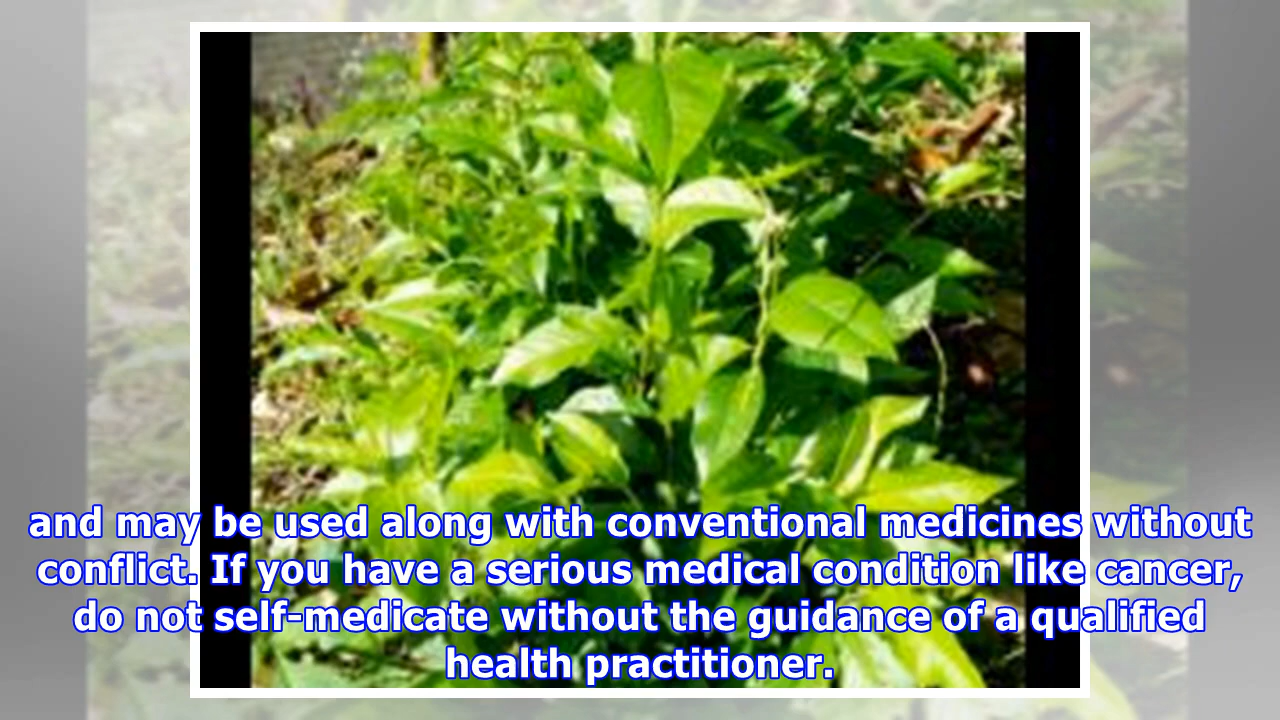 and may be used along with conventional medicines without
conflict. If you have a serious medical condition like cancer,
do not self-medicate without the guidance of a qualified
health practitioner.